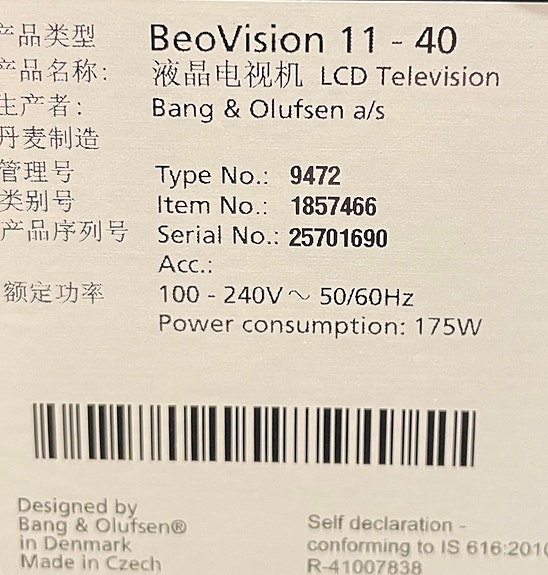 产品类型 BeoVision 11 - 40
产品名称: 液晶电视机 LCD Television
生产者: Bang & Olufsen a/s
丹麦制造
管理号 Type No.: 9472
类别号 Item No.: 1857466
产品序列号 Serial No.: 25701690
Acc.:
额定功率 100 - 240V ~ 50/60Hz
Power consumption: 175W
Designed by
Bang & Olufsen®
in Denmark
Made in Czech
Self declaration -
conforming to IS 616:2010
R-41007838